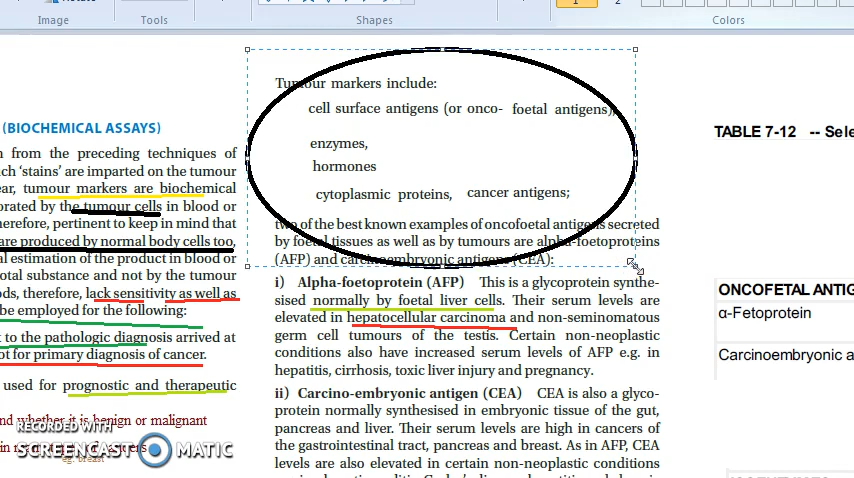 Image
Tools
Shapes
1
2
Colors
(BIOCHEMICAL ASSAYS)
from the preceding techniques of
'stains' are imparted on the tumour
tumour markers are biochemical
by the tumour cells in blood or
pertinent to keep in mind that
are produced by normal body cells too,
estimation of the product in blood or
substance and not by the tumour
therefore, lack sensitivity as well as
be employed for the following:
to the pathologic diagnosis arrived at
for primary diagnosis of cancer.
used for prognostic and therapeutic
whether it is benign or malignant
in
eg. breast
RECORDED WITH
SCREENCAST MATIC
Tumour markers include:
cell surface antigens (or onco- foetal antigens),
enzymes,
hormones
cytoplasmic proteins, cancer antigens;
two of the best known examples of oncofoetal antigens secreted
by foetal tissues as well as by tumours are alpha-foetoproteins
(AFP) and carcinoembryonic antigens (CEA):
i) Alpha-foetoprotein (AFP) This is a glycoprotein synthe-
sised normally by foetal liver cells. Their serum levels are
elevated in hepatocellular carcinoma and non-seminomatous
germ cell tumours of the testis. Certain non-neoplastic
conditions also have increased serum levels of AFP e.g. in
hepatitis, cirrhosis, toxic liver injury and pregnancy.
ii) Carcino-embryonic antigen (CEA) CEA is also a glyco-
protein normally synthesised in embryonic tissue of the gut,
pancreas and liver. Their serum levels are high in cancers of
the gastrointestinal tract, pancreas and breast. As in AFP, CEA
levels are also elevated in certain non-neoplastic conditions
TABLE 7-12 -- Sele
ONCOFETAL ANTIG
α-Fetoprotein
Carcinoembryonic a